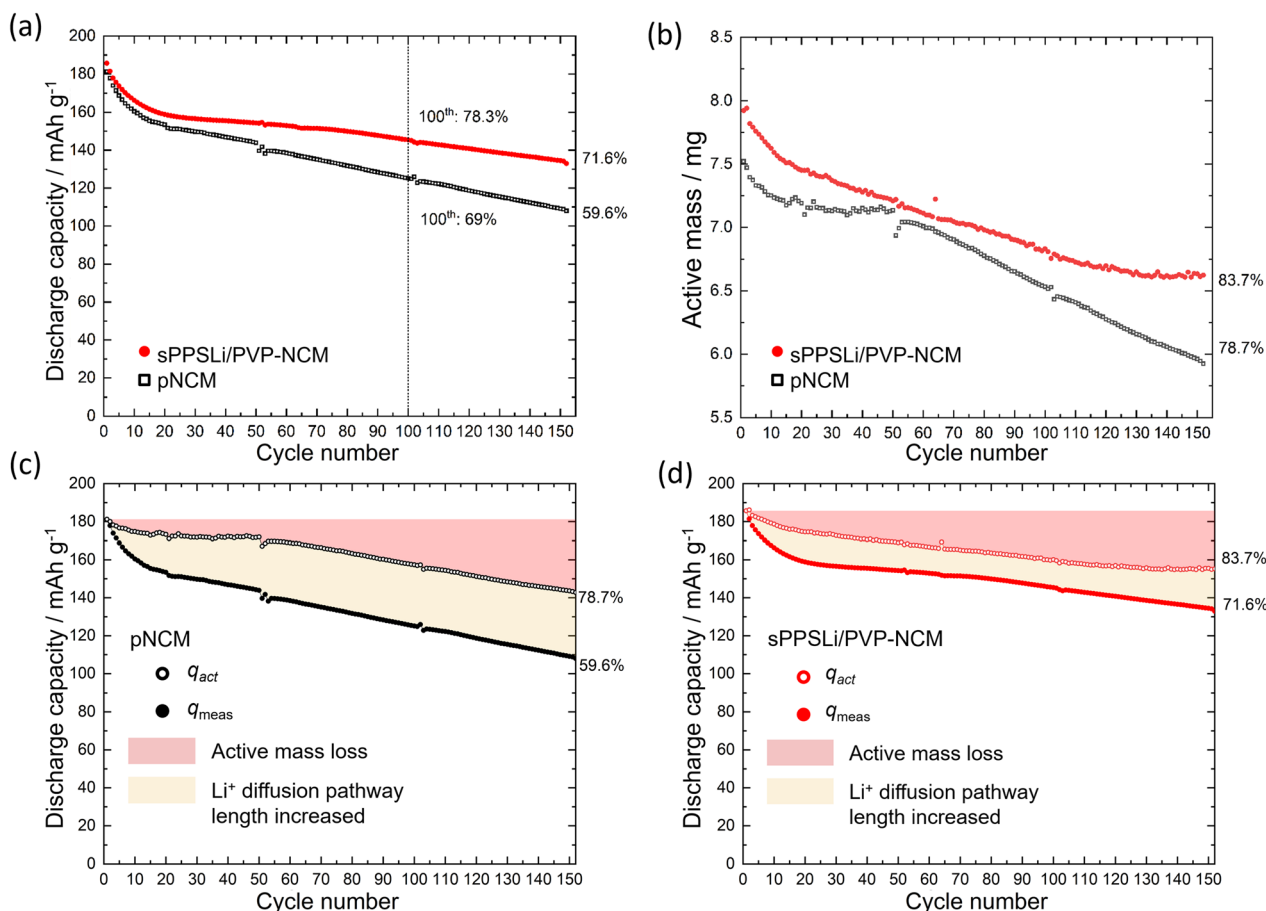 (a)
200
180
160
140
120
100
80
60
40
20
0
Discharge capacity / mAh g⁻¹
100ᵗʰ: 78.3%
71.6%
59.6%
100ᵗʰ: 69%
sPPSLi/PVP-NCM
pNCM
0 10 20 30 40 50 60 70 80 90 100 110 120 130 140 150
Cycle number
(b)
8.5
8.0
7.5
7.0
6.5
6.0
5.5
Active mass / mg
83.7%
78.7%
sPPSLi/PVP-NCM
pNCM
0 10 20 30 40 50 60 70 80 90 100 110 120 130 140 150
Cycle number
(c)
200
180
160
140
120
100
80
60
40
20
0
Discharge capacity / mAh g⁻¹
78.7%
59.6%
pNCM
qact
qmeas
Active mass loss
Li⁺ diffusion pathway
length increased
0 10 20 30 40 50 60 70 80 90 100 110 120 130 140 150
Cycle number
(d)
200
180
160
140
120
100
80
60
40
20
0
Discharge capacity / mAh g⁻¹
83.7%
71.6%
sPPSLi/PVP-NCM
qact
qmeas
Active mass loss
Li⁺ diffusion pathway
length increased
0 10 20 30 40 50 60 70 80 90 100 110 120 130 140 150
Cycle number